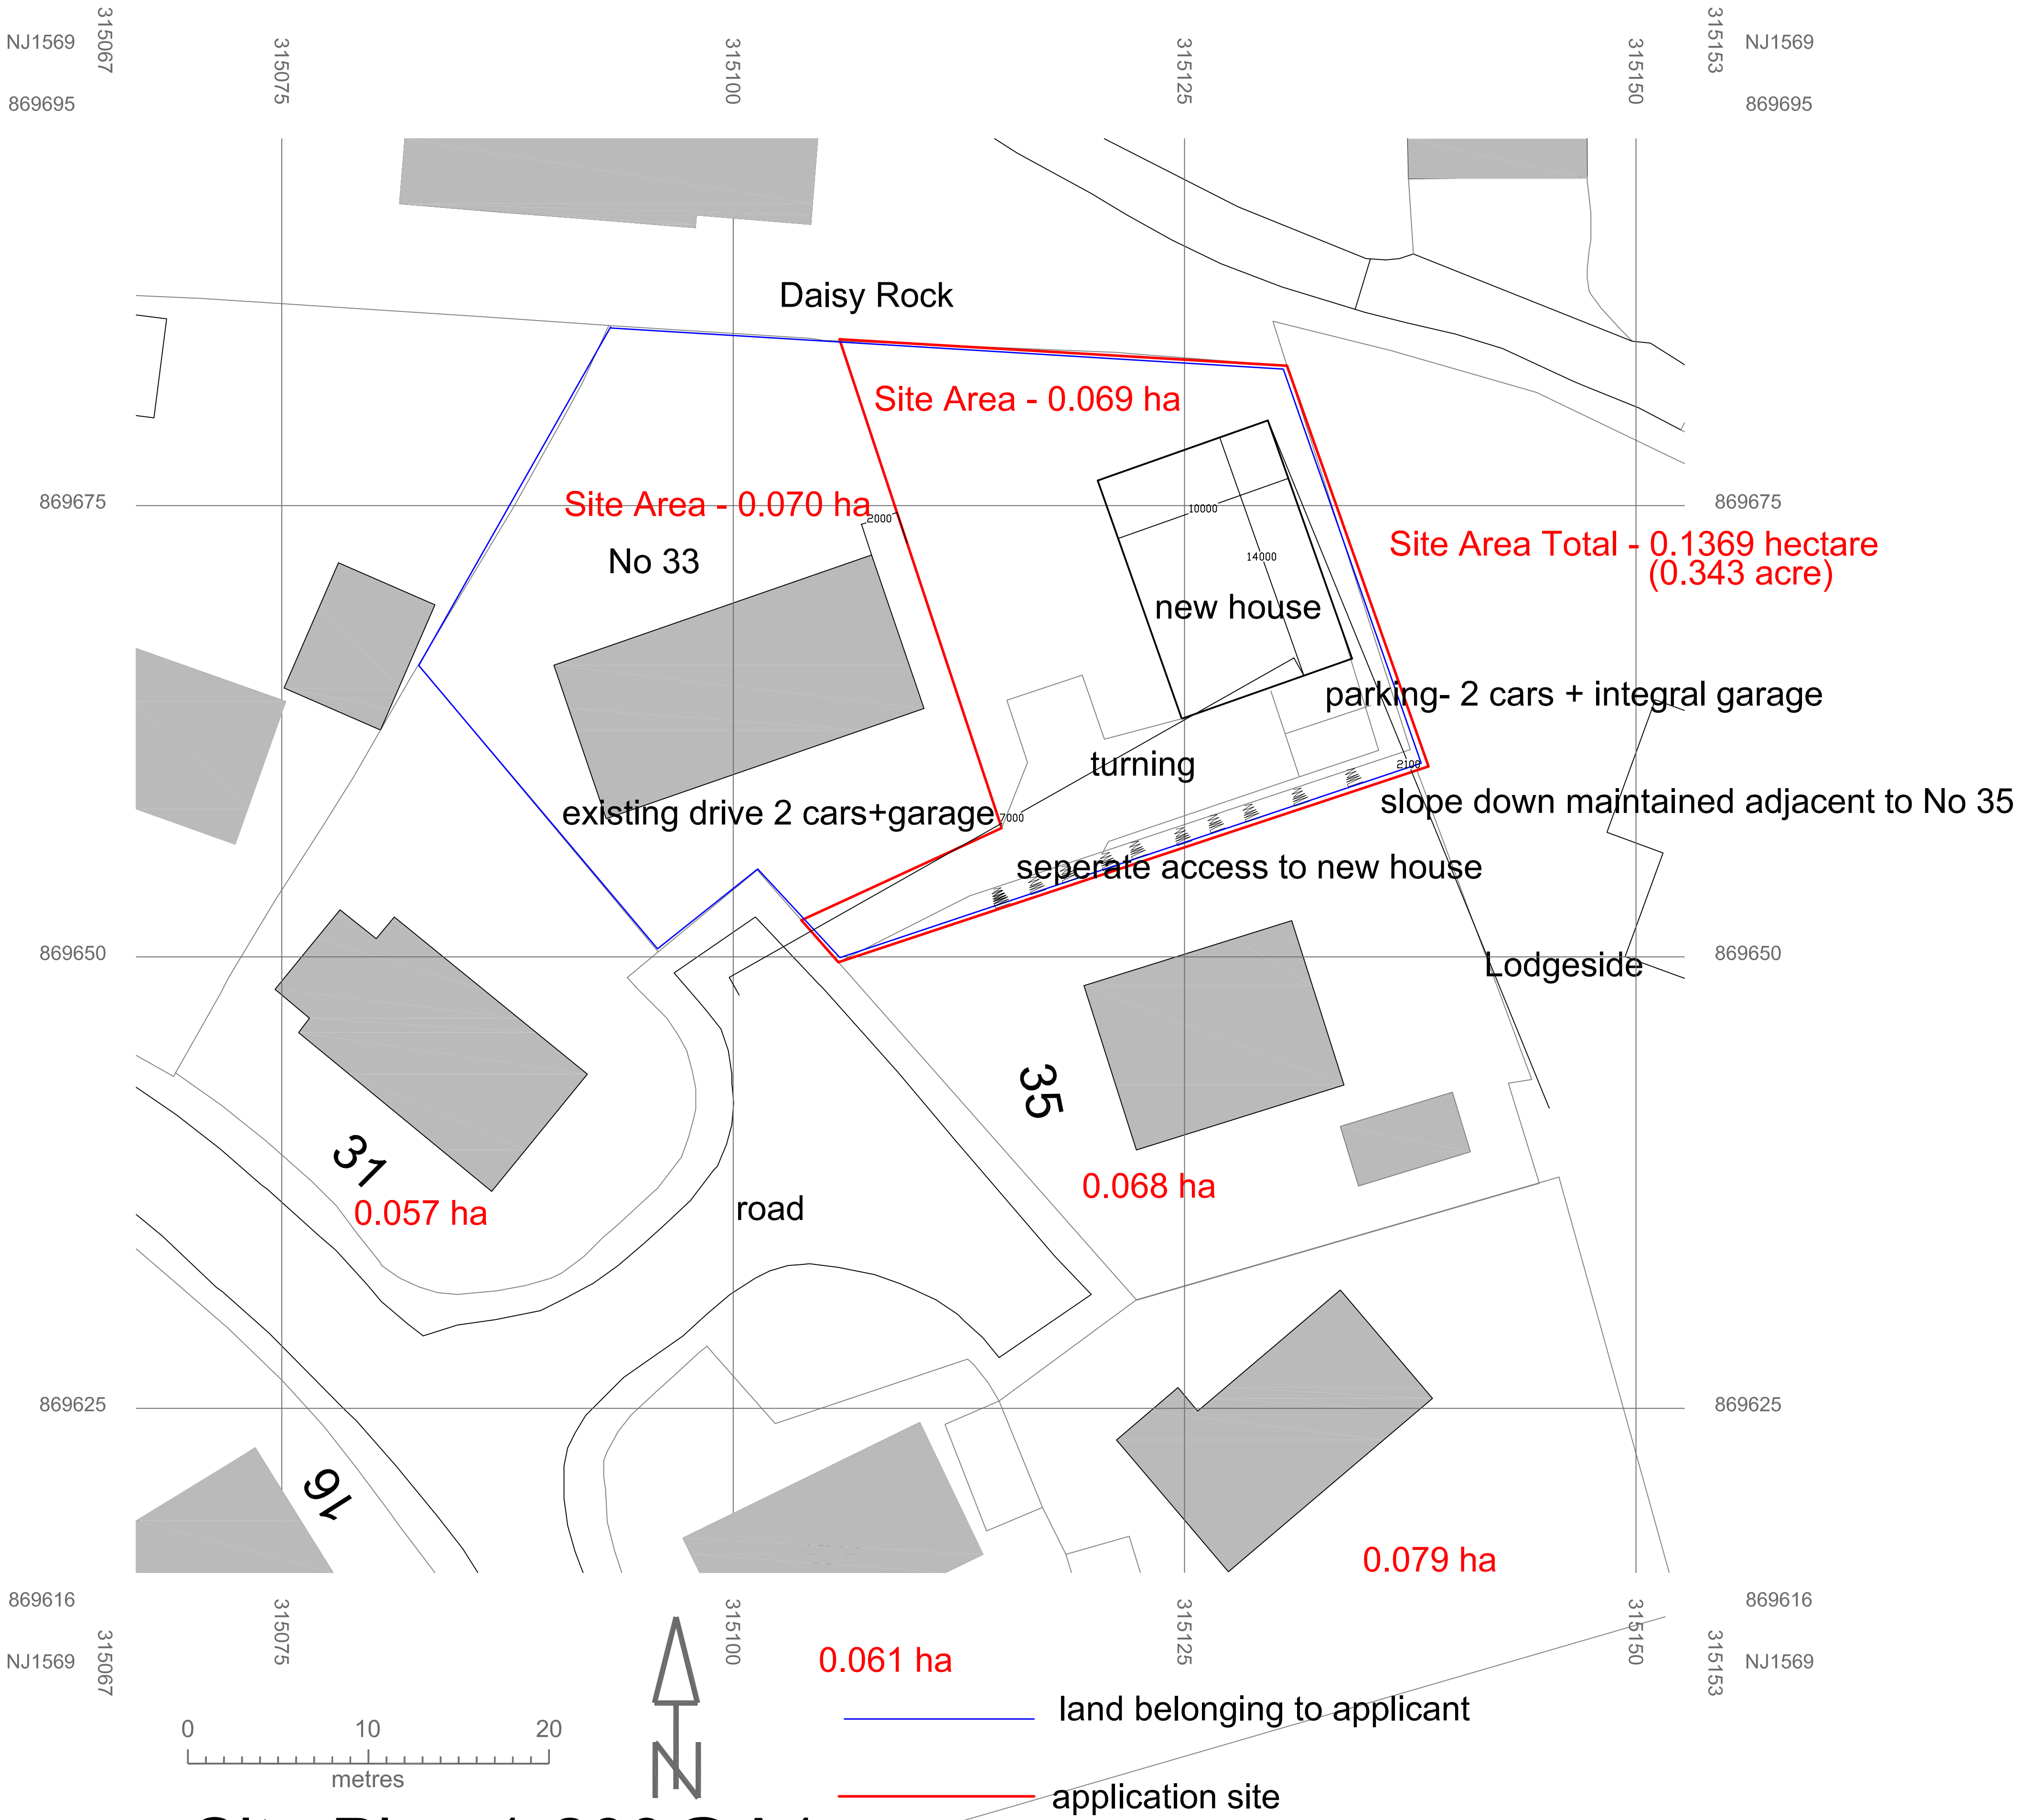 NJ1569
315067
315075
315100
315125
315150
315153
NJ1569
869695
869695
Daisy Rock
Site Area - 0.069 ha
869675
Site Area - 0.070 ha
2000
10000
869675
No 33
14000
Site Area Total - 0.1369 hectare
(0.343 acre)
new house
parking- 2 cars + integral garage
turning
2100
existing drive 2 cars+garage
7000
slope down maintained adjacent to No 35
seperate access to new house
869650
Lodgeside
869650
35
31
0.057 ha
0.068 ha
road
869625
869625
16
0.079 ha
869616
869616
315075
315100
315125
315150
NJ1569
315067
0.061 ha
315153
NJ1569
land belonging to applicant
0
10
20
metres
N
application site